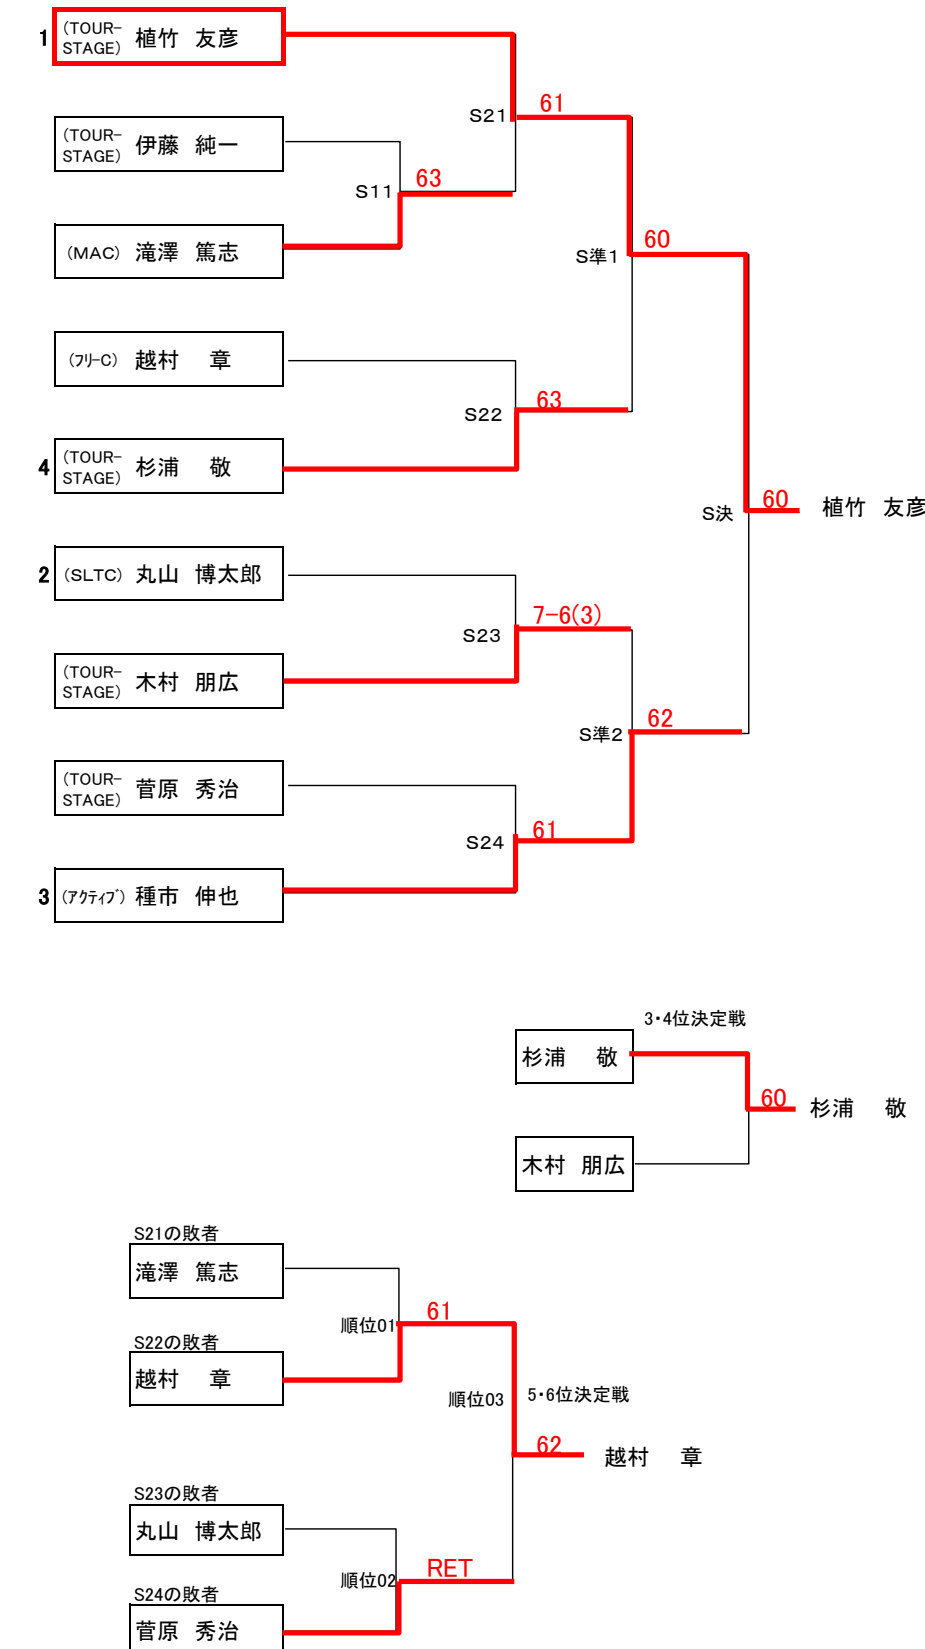 1 (TOUR-STAGE) 植竹 友彦
S21 61
(TOUR-STAGE) 伊藤 純一
S11 63
(MAC) 滝澤 篤志
S準1 60
(フリーC) 越村 章
S22 63
4 (TOUR-STAGE) 杉浦 敬
S決 60 植竹 友彦
2 (SLTC) 丸山 博太郎
S23 7-6(3)
(TOUR-STAGE) 木村 朋広
S準2 62
(TOUR-STAGE) 菅原 秀治
S24 61
3 (アクティブ) 種市 伸也
3・4位決定戦
杉浦 敬
60 杉浦 敬
木村 朋広
S21の敗者
滝澤 篤志
順位01 61
S22の敗者
越村 章
順位03 5・6位決定戦
62 越村 章
S23の敗者
丸山 博太郎
順位02 RET
S24の敗者
菅原 秀治